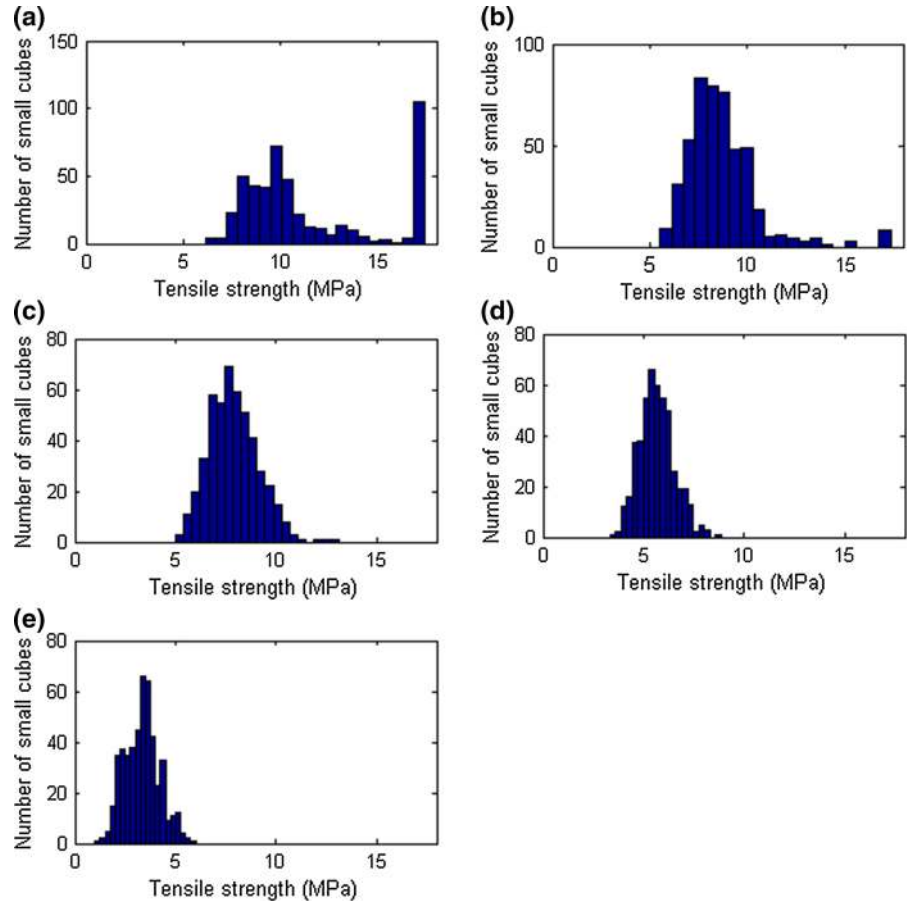 (a)
Number of small cubes
150
100
50
0
0 5 10 15
Tensile strength (MPa)
(b)
Number of small cubes
100
50
0
0 5 10 15
Tensile strength (MPa)
(c)
Number of small cubes
80
60
40
20
0
0 5 10 15
Tensile strength (MPa)
(d)
Number of small cubes
80
60
40
20
0
0 5 10 15
Tensile strength (MPa)
(e)
Number of small cubes
80
60
40
20
0
0 5 10 15
Tensile strength (MPa)